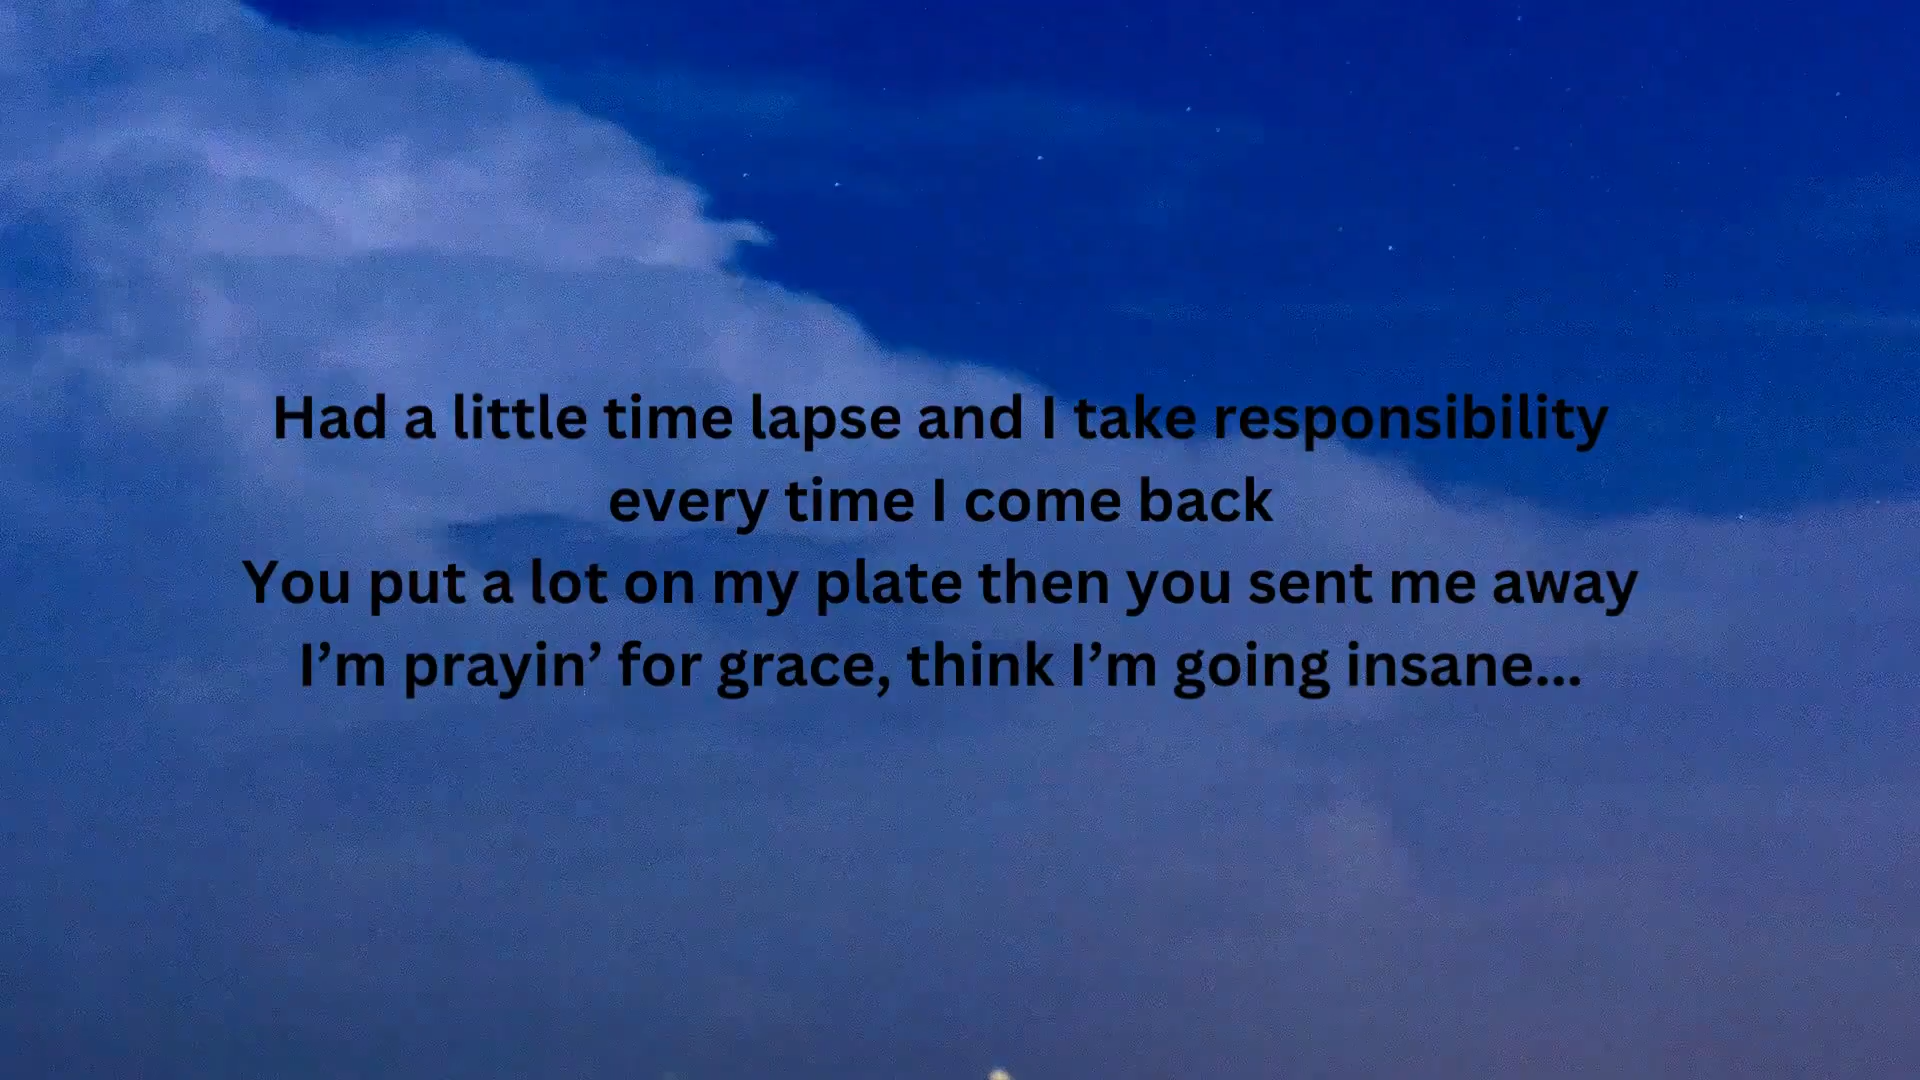 Had a little time lapse and I take responsibility
every time I come back
You put a lot on my plate then you sent me away
I’m prayin’ for grace, think I’m going insane...